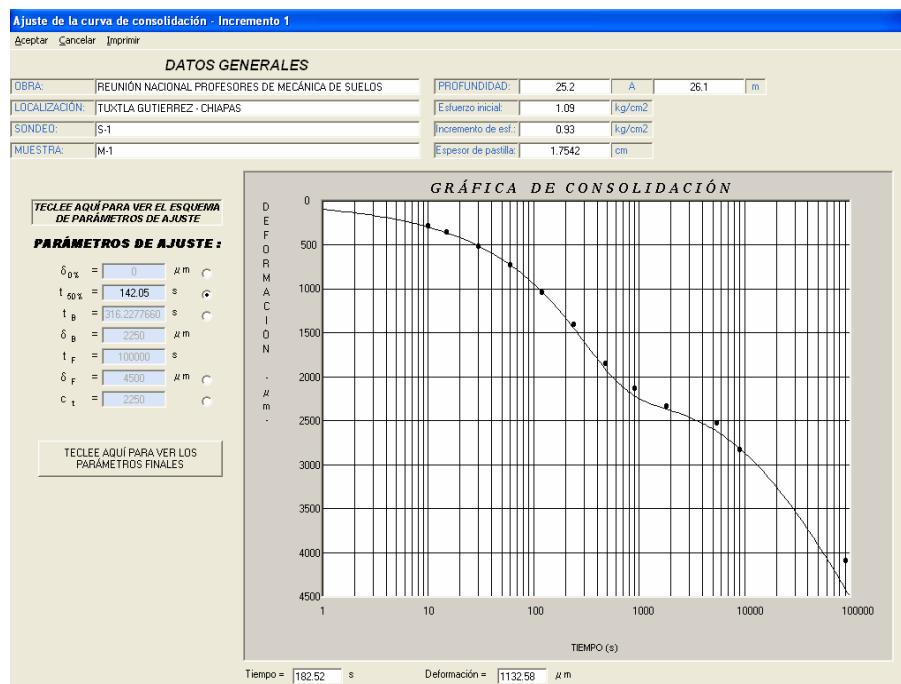 Ajuste de la curva de consolidación - Incremento 1
Aceptar Cancelar Imprimir
DATOS GENERALES
OBRA: REUNIÓN NACIONAL PROFESORES DE MECÁNICA DE SUELOS
LOCALIZACIÓN: TUXTLA GUTIERREZ - CHIAPAS
SONDEO: S-1
MUESTRA: M-1
PROFUNDIDAD: 25.2 A 26.1 m
Esfuerzo inicial: 1.09 kg/cm2
Incremento de esf.: 0.93 kg/cm2
Espesor de pastilla: 1.7542 cm
TECLEE AQUÍ PARA VER EL ESQUEMA
DE PARÁMETROS DE AJUSTE
PARÁMETROS DE AJUSTE :
δ0% = 0 μm
t 50% = 142.05 s
t B = 316.2277660 s
δ B = 2250 μm
t F = 100000 s
δ F = 4500 μm
c t = 2250
TECLEE AQUÍ PARA VER LOS
PARÁMETROS FINALES
GRÁFICA DE CONSOLIDACIÓN
DEFORMACIÓN - μm -
0
500
1000
1500
2000
2500
3000
3500
4000
4500
1 10 100 1000 10000 100000
TIEMPO (s)
Tiempo = 182.52 s Deformación = 1132.58 μm